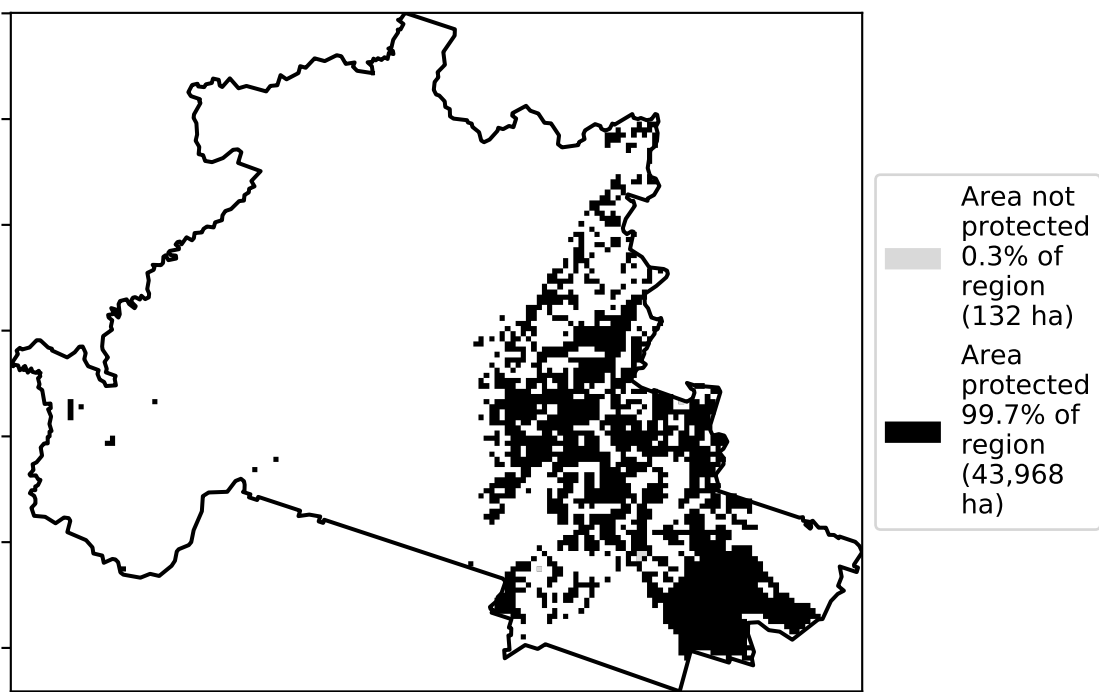 Area not
protected
0.3% of
region
(132 ha)
Area
protected
99.7% of
region
(43,968
ha)